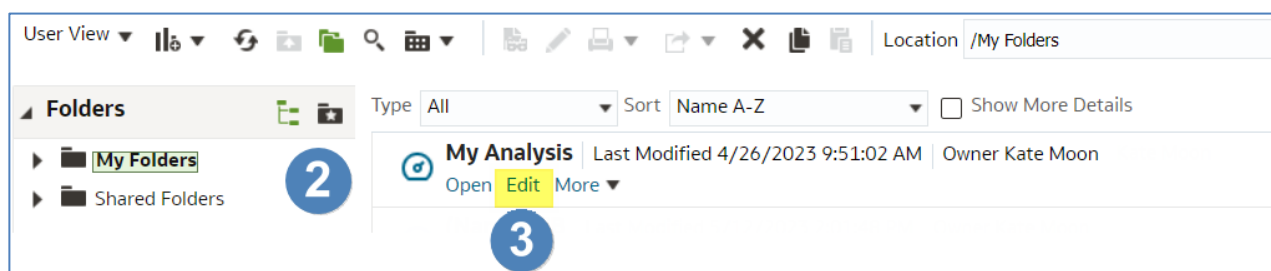 User View Location /My Folders
Folders Type All Sort Name A-Z Show More Details
My Folders My Analysis Last Modified 4/26/2023 9:51:02 AM Owner Kate Moon
Shared Folders 2 Open Edit More
3